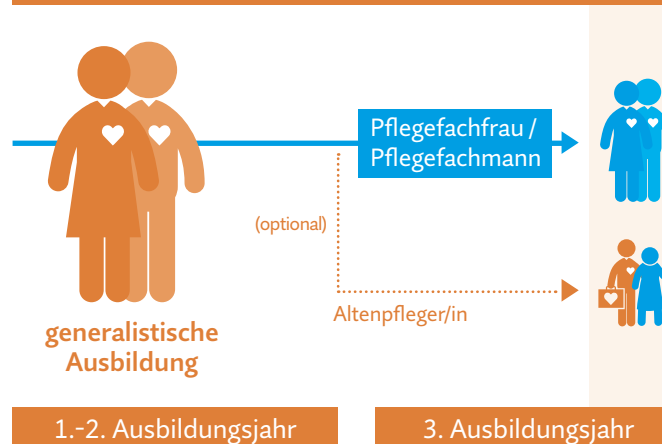 Pflegefachfrau /
Pflegefachmann
(optional)
Altenpfleger/in
generalistische
Ausbildung
1.-2. Ausbildungsjahr
3. Ausbildungsjahr